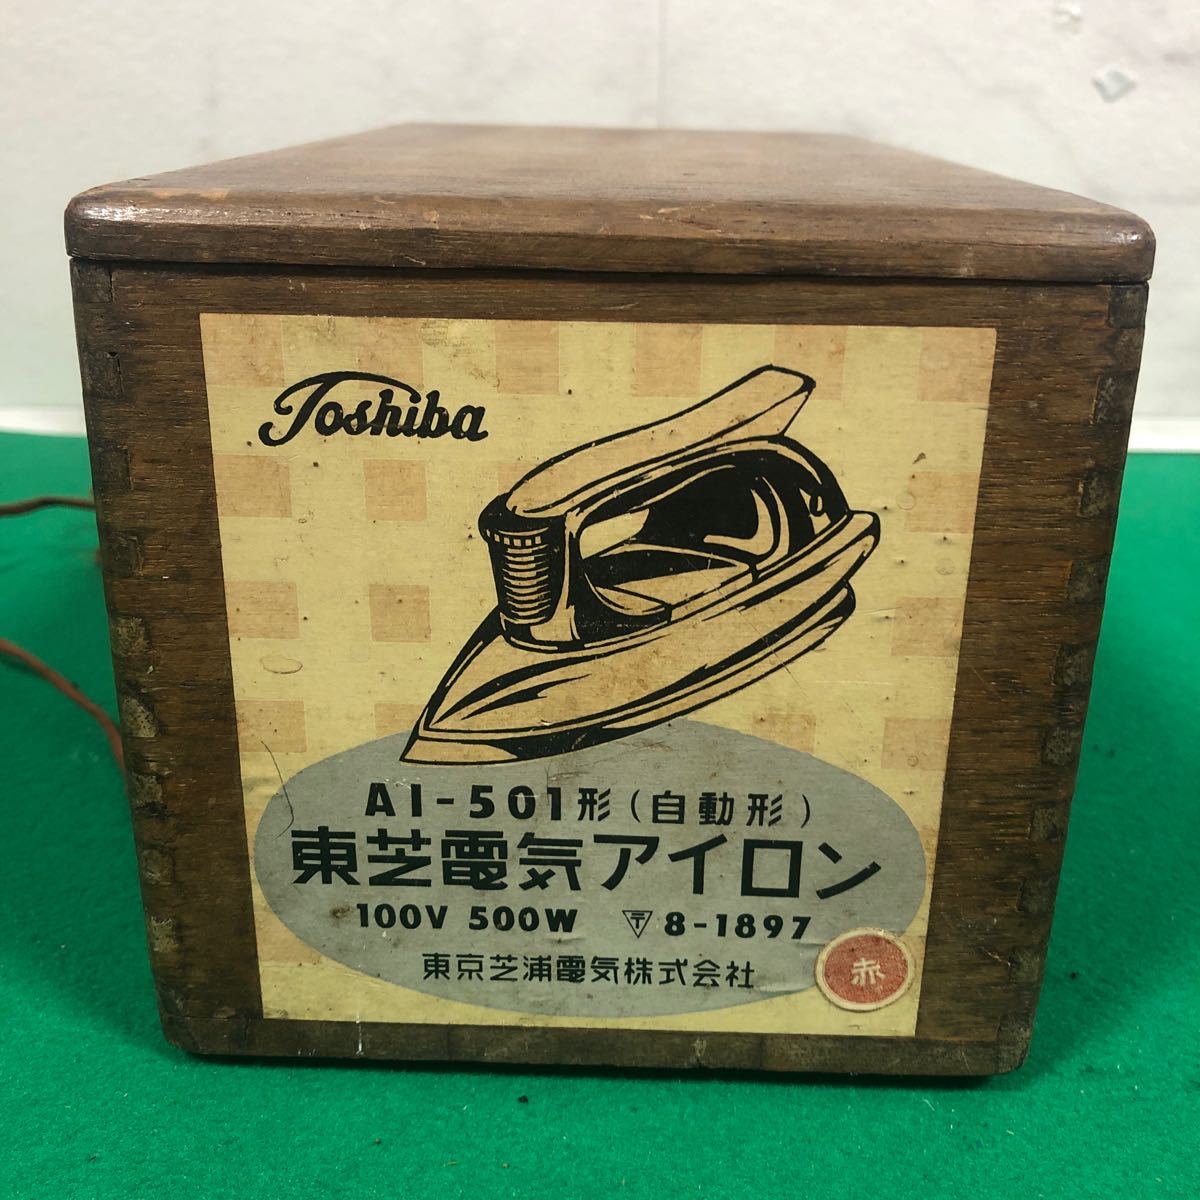 Toshiba
AI-501形(自動形)
東芝電気アイロン
100V 500W 〒 8-1897
東京芝浦電気株式会社
赤